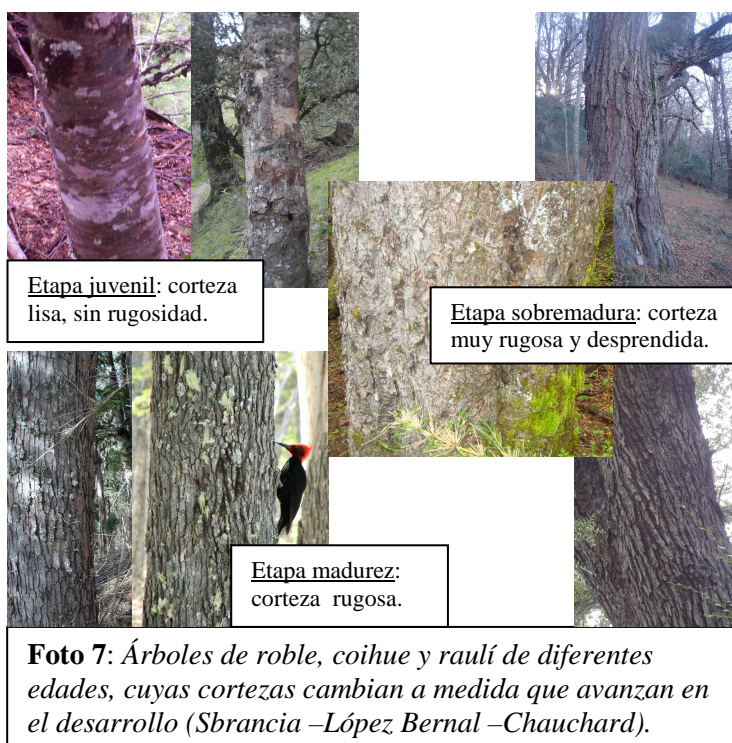 Etapa juvenil: corteza
lisa, sin rugosidad.
Etapa sobremadura: corteza
muy rugosa y desprendida.
Etapa madurez:
corteza rugosa.
Foto 7: Árboles de roble, coihue y raulí de diferentes
edades, cuyas cortezas cambian a medida que avanzan en
el desarrollo (Sbrancia –López Bernal –Chauchard).